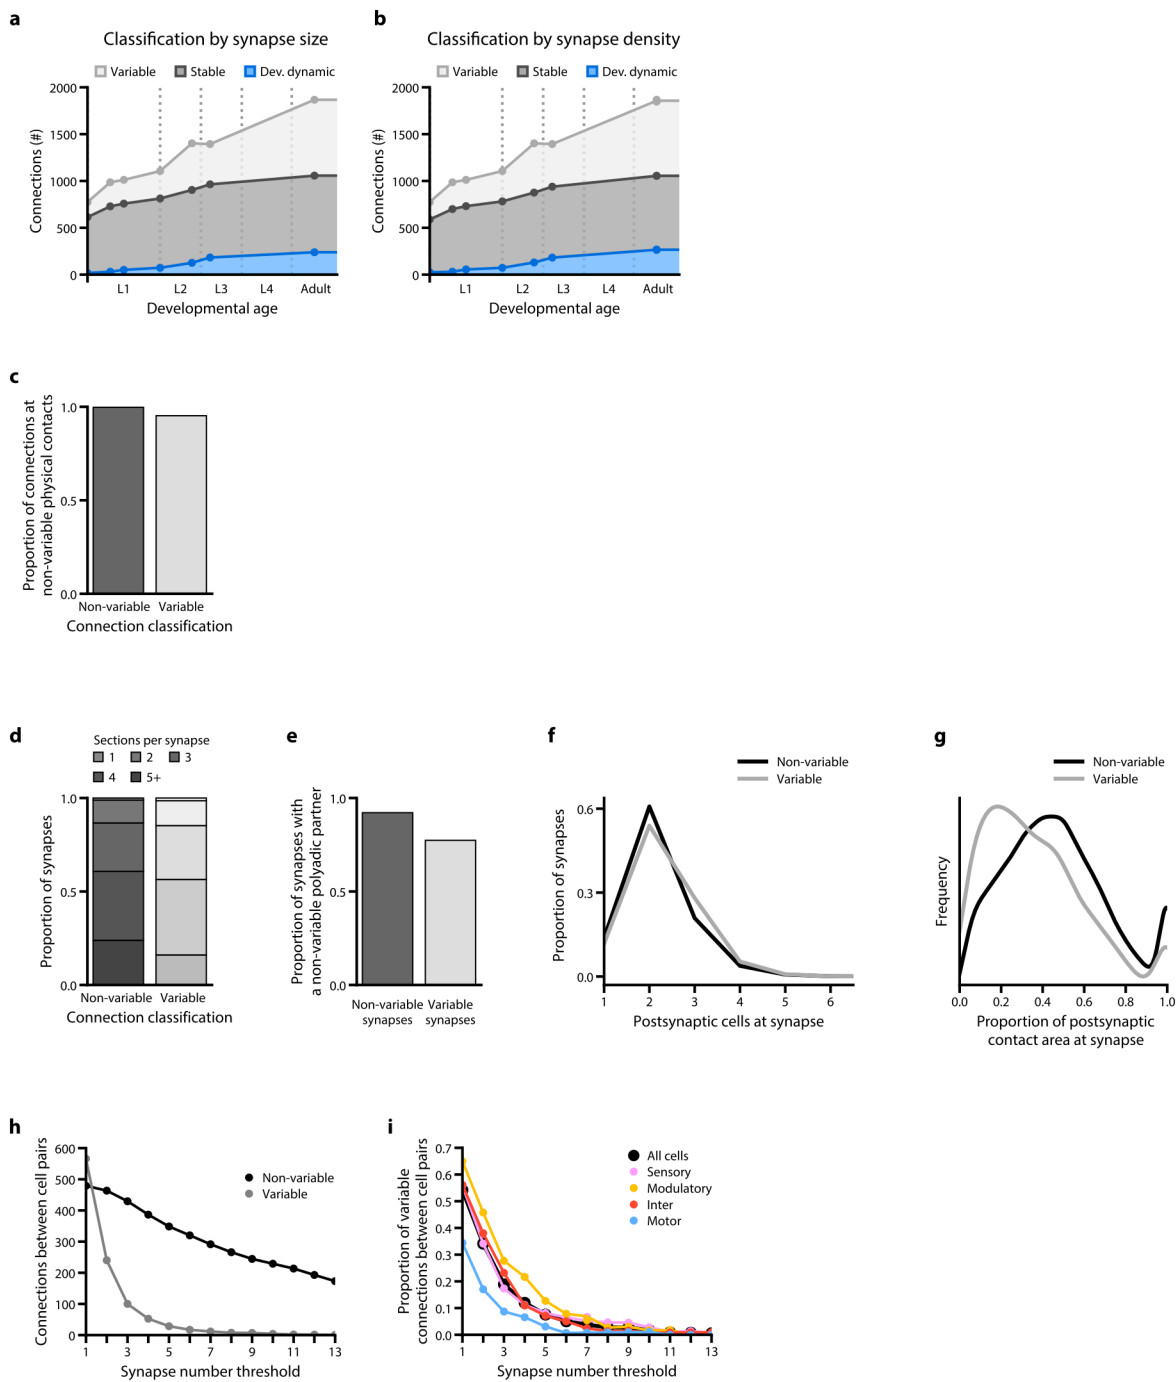 a
Classification by synapse size
Variable Stable Dev. dynamic
Connections (#)
2000
1500
1000
500
0
L1 L2 L3 L4 Adult
Developmental age
b
Classification by synapse density
Variable Stable Dev. dynamic
Connections (#)
2000
1500
1000
500
0
L1 L2 L3 L4 Adult
Developmental age
c
Proportion of connections at
non-variable physical contacts
1.0
0.5
0.0
Non-variable Variable
Connection classification
d
Sections per synapse
1 2 3
4 5+
Proportion of synapses
1.0
0.5
0.0
Non-variable Variable
Connection classification
e
Proportion of synapses with
a non-variable polyadic partner
1.0
0.5
0.0
Non-variable Variable
synapses synapses
f
Non-variable
Variable
Proportion of synapses
0.6
0.3
0.0
1 2 3 4 5 6
Postsynaptic cells at synapse
g
Non-variable
Variable
Frequency
0.0 0.2 0.4 0.6 0.8 1.0
Proportion of postsynaptic
contact area at synapse
h
Connections between cell pairs
600
500
400
300
200
100
0
Non-variable
Variable
1 3 5 7 9 11 13
Synapse number threshold
i
Proportion of variable
connections between cell pairs
0.7
0.6
0.5
0.4
0.3
0.2
0.1
0.0
All cells
Sensory
Modulatory
Inter
Motor
1 3 5 7 9 11 13
Synapse number threshold